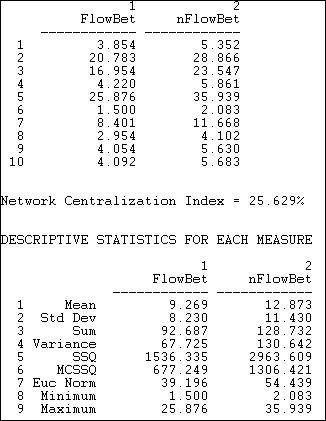 1 2
FlowBet nFlowBet
------------ ------------
1 3.854 5.352
2 20.783 28.866
3 16.954 23.547
4 4.220 5.861
5 25.876 35.939
6 1.500 2.083
7 8.401 11.668
8 2.954 4.102
9 4.054 5.630
10 4.092 5.683
Network Centralization Index = 25.629%
DESCRIPTIVE STATISTICS FOR EACH MEASURE
1 2
FlowBet nFlowBet
------------ ------------
1 Mean 9.269 12.873
2 Std Dev 8.230 11.430
3 Sum 92.687 128.732
4 Variance 67.725 130.642
5 SSQ 1536.335 2963.609
6 MCSSQ 677.249 1306.421
7 Euc Norm 39.196 54.439
8 Minimum 1.500 2.083
9 Maximum 25.876 35.939